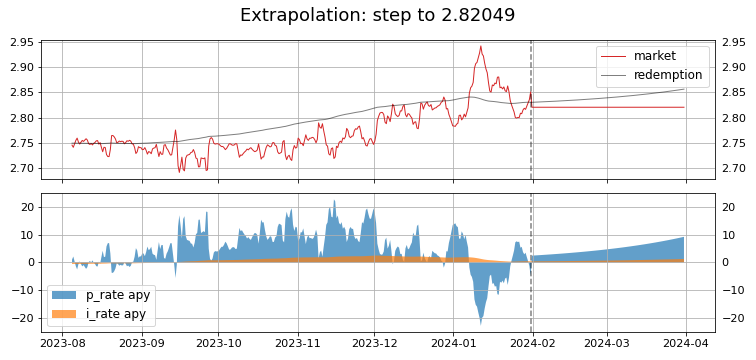 Extrapolation: step to 2.82049
2.95 2.95
2.90 2.90
2.85 2.85
2.80 2.80
2.75 2.75
2.70 2.70
market
redemption
20 20
10 10
0 0
−10 −10
−20 −20
p_rate apy
i_rate apy
2023-08 2023-09 2023-10 2023-11 2023-12 2024-01 2024-02 2024-03 2024-04